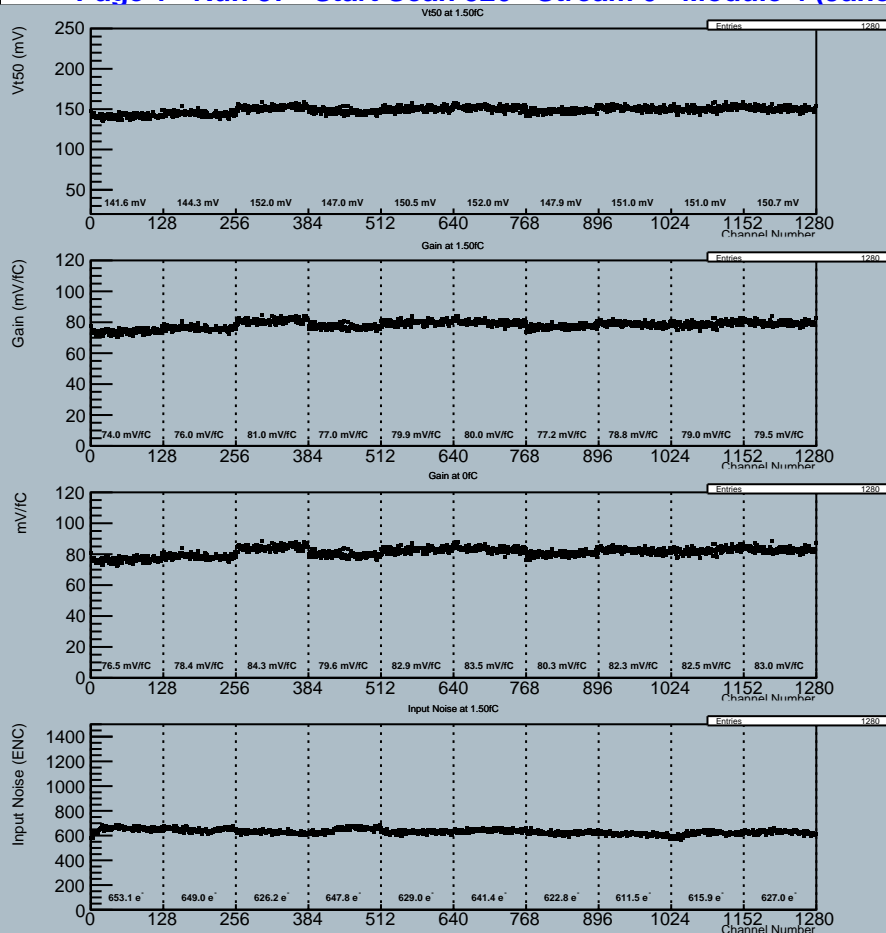 Start Scan Stream Module
Vt50 at 1.50fC
Entries 1280
Vt50 (mV)
250
200
150
100
50
141.6 mV 144.3 mV 152.0 mV 147.0 mV 150.5 mV 152.0 mV 147.9 mV 151.0 mV 151.0 mV 150.7 mV
0 128 256 384 512 640 768 896 1024 1152 1280
Channel Number
Gain at 1.50fC
Entries 1280
Gain (mV/fC)
120
100
80
60
40
20
0
74.0 mV/fC 76.0 mV/fC 81.0 mV/fC 77.0 mV/fC 79.9 mV/fC 80.0 mV/fC 77.2 mV/fC 78.8 mV/fC 79.0 mV/fC 79.5 mV/fC
0 128 256 384 512 640 768 896 1024 1152 1280
Channel Number
Gain at 0fC
Entries 1280
mV/fC
120
100
80
60
40
20
0
76.5 mV/fC 78.4 mV/fC 84.3 mV/fC 79.6 mV/fC 82.9 mV/fC 83.5 mV/fC 80.3 mV/fC 82.3 mV/fC 82.5 mV/fC 83.0 mV/fC
0 128 256 384 512 640 768 896 1024 1152 1280
Channel Number
Input Noise at 1.50fC
Entries 1280
Input Noise (ENC)
1400
1200
1000
800
600
400
200
0
653.1 e⁻ 649.0 e⁻ 626.2 e⁻ 647.8 e⁻ 629.0 e⁻ 641.4 e⁻ 622.8 e⁻ 611.5 e⁻ 615.9 e⁻ 627.0 e⁻
0 128 256 384 512 640 768 896 1024 1152 1280
Channel Number